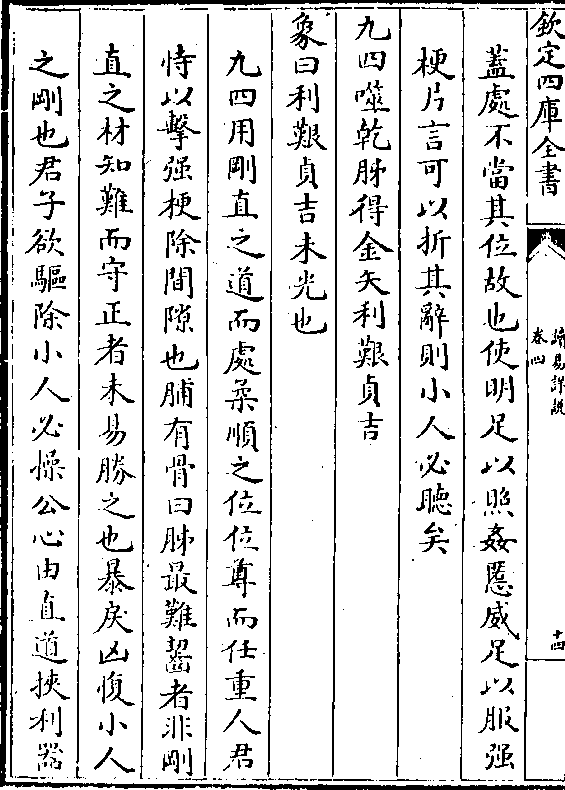 欽定四庫全書
讀易詳說
卷四
十四
蓋處不當其位故也使明足以照姦慝威足以服强
梗片言可以折其辭則小人必聽矣
九四噬乾胏得金矢利艱貞吉
象曰利艱貞吉未光也
九四用剛直之道而處柔順之位位尊而任重人君
恃以擊强梗除間隙也脯有骨曰胏最難齧者非剛
直之材知難而守正者未易勝之也暴戾凶愎小人
之剛也君子欲驅除小人必操公心由直道挾利器